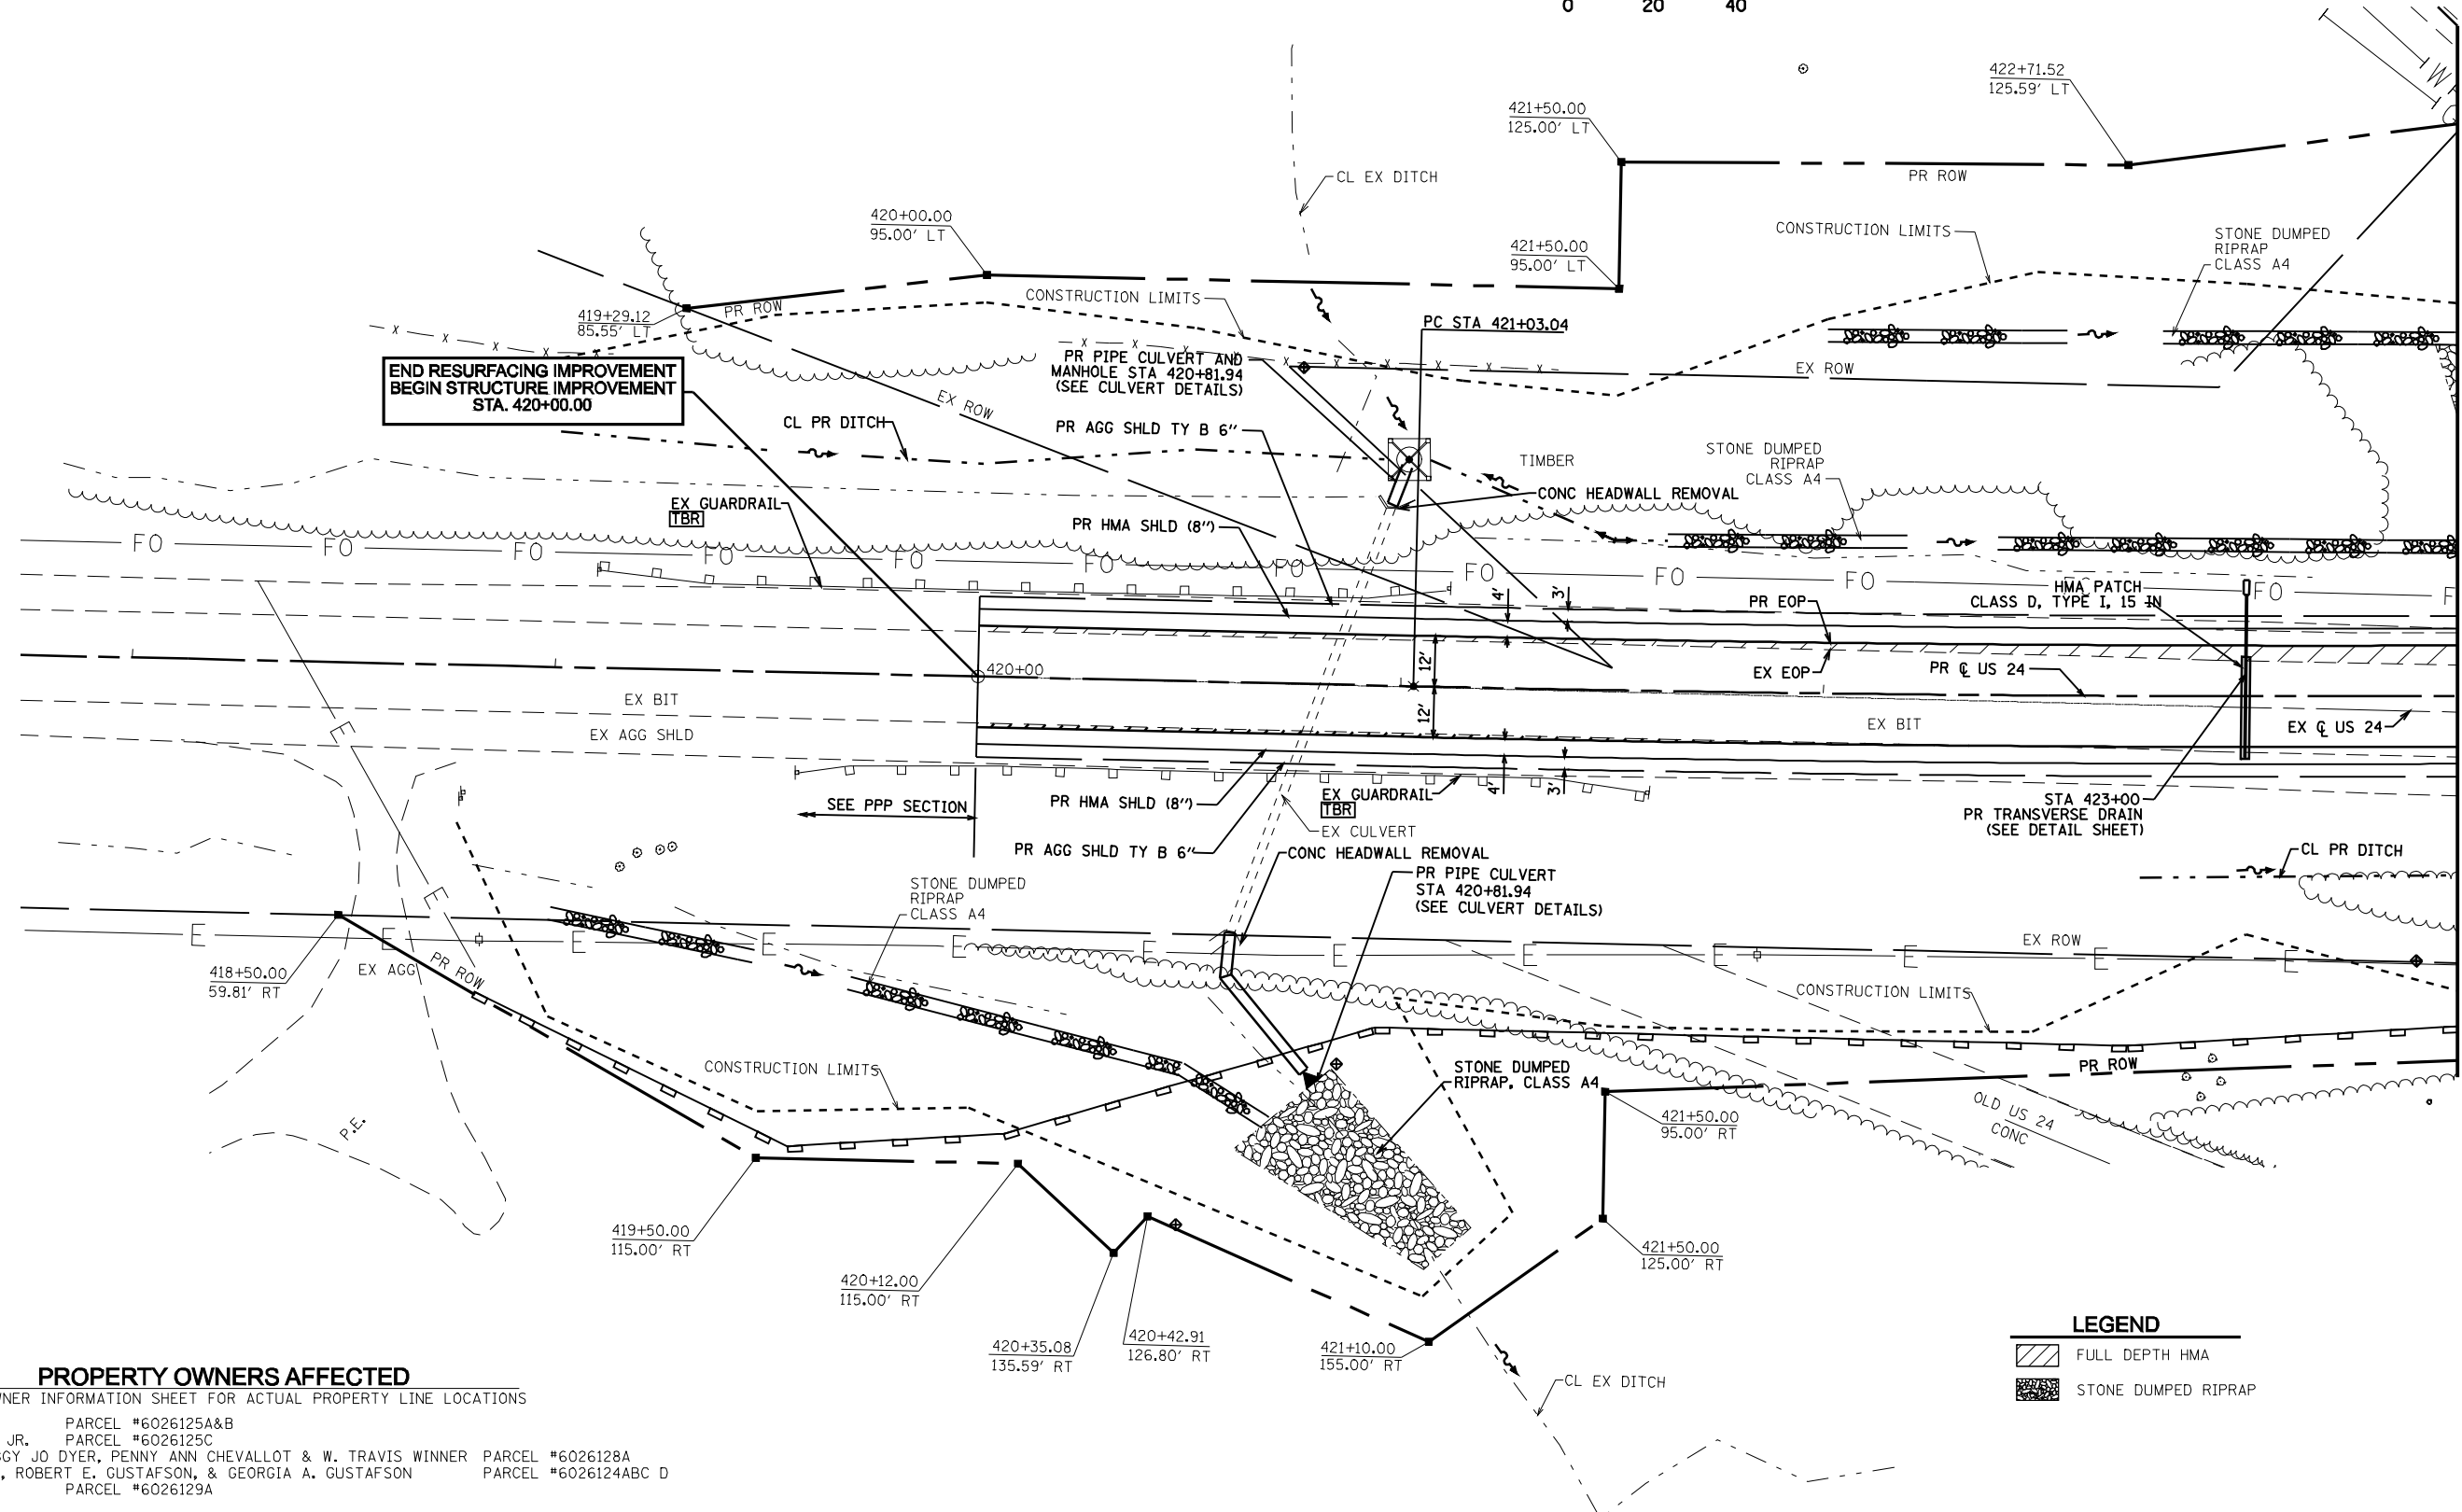 0 20 40
422+71.52
125.59' LT
421+50.00
125.00' LT
W
CL EX DITCH
PR ROW
420+00.00
95.00' LT
421+50.00
95.00' LT
CONSTRUCTION LIMITS
STONE DUMPED
RIPRAP
CLASS A4
CONSTRUCTION LIMITS
PR ROW
419+29.12
85.55' LT
PC STA 421+03.04
X X X X
X X X X X X X X
PR PIPE CULVERT AND
MANHOLE STA 420+81.94
(SEE CULVERT DETAILS)
EX ROW
END RESURFACING IMPROVEMENT
BEGIN STRUCTURE IMPROVEMENT
STA. 420+00.00
EX ROW
CL PR DITCH
PR AGG SHLD TY B 6"
TIMBER
STONE DUMPED
RIPRAP
CLASS A4
EX GUARDRAIL
TBR
CONC HEADWALL REMOVAL
PR HMA SHLD (8")
FO FO FO FO FO FO FO FO FO FO FO F
HMA PATCH
CLASS D, TYPE I, 15 IN
4' 3'
PR EOP
12'
420+00
EX EOP
PR CL US 24
EX BIT
12'
EX BIT
EX CL US 24
EX AGG SHLD
E
SEE PPP SECTION
PR HMA SHLD (8")
EX GUARDRAIL
TBR
4' 3'
STA 423+00
PR TRANSVERSE DRAIN
(SEE DETAIL SHEET)
EX CULVERT
PR AGG SHLD TY B 6"
CONC HEADWALL REMOVAL
CL PR DITCH
PR PIPE CULVERT
STA 420+81.94
(SEE CULVERT DETAILS)
STONE DUMPED
RIPRAP
CLASS A4
E
E E E E E E E E E E E E
EX ROW
418+50.00
59.81' RT
EX AGG
PR ROW
CONSTRUCTION LIMITS
CONSTRUCTION LIMITS
STONE DUMPED
RIPRAP, CLASS A4
PR ROW
P.E.
421+50.00
95.00' RT
OLD US 24
CONC
419+50.00
115.00' RT
421+50.00
125.00' RT
420+12.00
115.00' RT
420+35.08
135.59' RT
420+42.91
126.80' RT
421+10.00
155.00' RT
CL EX DITCH
LEGEND
FULL DEPTH HMA
STONE DUMPED RIPRAP
PROPERTY OWNERS AFFECTED
WNER INFORMATION SHEET FOR ACTUAL PROPERTY LINE LOCATIONS
PARCEL #6026125A&B
JR. PARCEL #6026125C
GGY JO DYER, PENNY ANN CHEVALLOT & W. TRAVIS WINNER PARCEL #6026128A
, ROBERT E. GUSTAFSON, & GEORGIA A. GUSTAFSON PARCEL #6026124ABC D
PARCEL #6026129A